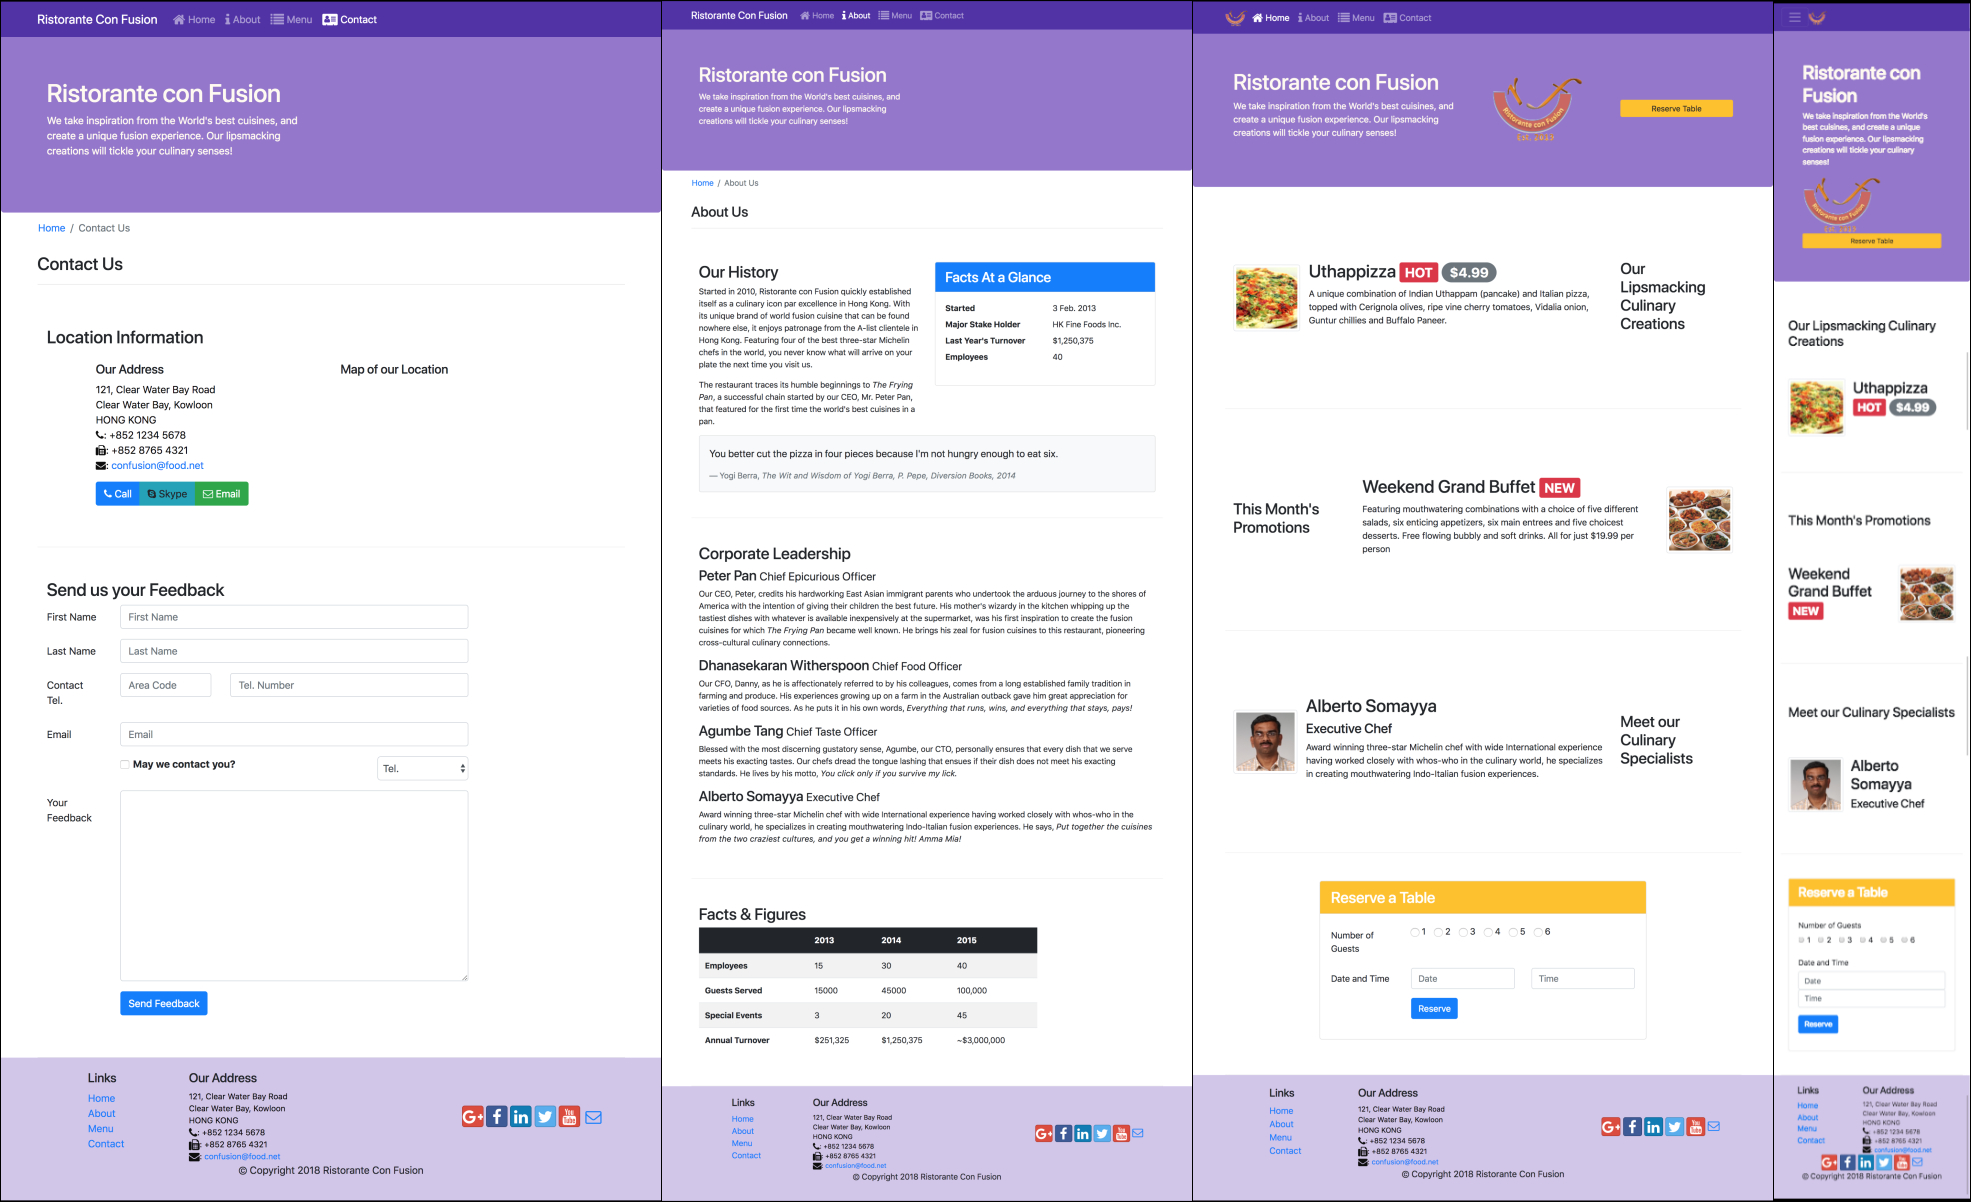 Ristorante Con Fusion Home About Menu Contact
Ristorante con Fusion
We take inspiration from the World's best cuisines, and
create a unique fusion experience. Our lipsmacking
creations will tickle your culinary senses!
Home / Contact Us
Contact Us
Location Information
Our Address
121, Clear Water Bay Road
Clear Water Bay, Kowloon
HONG KONG
: +852 1234 5678
: +852 8765 4321
: confusion@food.net
Call Skype Email
Map of our Location
Send us your Feedback
First Name First Name
Last Name Last Name
Contact
Tel.
Area Code Tel. Number
Email Email
May we contact you? Tel.
Your
Feedback
Send Feedback
Links
Home
About
Menu
Contact
Our Address
121, Clear Water Bay Road
Clear Water Bay, Kowloon
HONG KONG
: +852 1234 5678
: +852 8765 4321
: confusion@food.net
G+ f in You Tube
© Copyright 2018 Ristorante Con Fusion
Ristorante Con Fusion Home About Menu Contact
Ristorante con Fusion
We take inspiration from the World's best cuisines, and
create a unique fusion experience. Our lipsmacking
creations will tickle your culinary senses!
Home / About Us
About Us
Our History
Started in 2010, Ristorante con Fusion quickly established
itself as a culinary icon par excellence in Hong Kong. With
its unique brand of world fusion cuisine that can be found
nowhere else, it enjoys patronage from the A-list clientele in
Hong Kong. Featuring four of the best three-star Michelin
chefs in the world, you never know what will arrive on your
plate the next time you visit us.
The restaurant traces its humble beginnings to The Frying
Pan, a successful chain started by our CEO, Mr. Peter Pan,
that featured for the first time the world's best cuisines in a
pan.
Facts At a Glance
Started 3 Feb. 2013
Major Stake Holder HK Fine Foods Inc.
Last Year's Turnover $1,250,375
Employees 40
You better cut the pizza in four pieces because I'm not hungry enough to eat six.
— Yogi Berra, The Wit and Wisdom of Yogi Berra, P. Pepe, Diversion Books, 2014
Corporate Leadership
Peter Pan Chief Epicurious Officer
Our CEO, Peter, credits his hardworking East Asian immigrant parents who undertook the arduous journey to the shores of
America with the intention of giving their children the best future. His mother's wizardy in the kitchen whipping up the
tastiest dishes with whatever is available inexpensively at the supermarket, was his first inspiration to create the fusion
cuisines for which The Frying Pan became well known. He brings his zeal for fusion cuisines to this restaurant, pioneering
cross-cultural culinary connections.
Dhanasekaran Witherspoon Chief Food Officer
Our CFO, Danny, as he is affectionately referred to by his colleagues, comes from a long established family tradition in
farming and produce. His experiences growing up on a farm in the Australian outback gave him great appreciation for
varieties of food sources. As he puts it in his own words, Everything that runs, wins, and everything that stays, pays!
Agumbe Tang Chief Taste Officer
Blessed with the most discerning gustatory sense, Agumbe, our CTO, personally ensures that every dish that we serve
meets his exacting tastes. Our chefs dread the tongue lashing that ensues if their dish does not meet his exacting
standards. He lives by his motto, You click only if you survive my lick.
Alberto Somayya Executive Chef
Award winning three-star Michelin chef with wide International experience having worked closely with whos-who in the
culinary world, he specializes in creating mouthwatering Indo-Italian fusion experiences. He says, Put together the cuisines
from the two craziest cultures, and you get a winning hit! Amma Mia!
Facts & Figures
2013 2014 2015
Employees 15 30 40
Guests Served 15000 45000 100,000
Special Events 3 20 45
Annual Turnover $251,325 $1,250,375 ~$3,000,000
Links
Home
About
Menu
Contact
Our Address
121, Clear Water Bay Road
Clear Water Bay, Kowloon
HONG KONG
: +852 1234 5678
: +852 8765 4321
: confusion@food.net
G+ f in You Tube
© Copyright 2018 Ristorante Con Fusion
Home About Menu Contact
Ristorante con Fusion
We take inspiration from the World's best cuisines, and
create a unique fusion experience. Our lipsmacking
creations will tickle your culinary senses!
Ristorante con Fusion
Est. 2023
Reserve Table
Uthappizza HOT $4.99
A unique combination of Indian Uthappam (pancake) and Italian pizza,
topped with Cerignola olives, ripe vine cherry tomatoes, Vidalia onion,
Guntur chillies and Buffalo Paneer.
Our
Lipsmacking
Culinary
Creations
This Month's
Promotions
Weekend Grand Buffet NEW
Featuring mouthwatering combinations with a choice of five different
salads, six enticing appetizers, six main entrees and five choicest
desserts. Free flowing bubbly and soft drinks. All for just $19.99 per
person
Alberto Somayya
Executive Chef
Award winning three-star Michelin chef with wide International experience
having worked closely with whos-who in the culinary world, he specializes
in creating mouthwatering Indo-Italian fusion experiences.
Meet our
Culinary
Specialists
Reserve a Table
Number of
Guests
1 2 3 4 5 6
Date and Time Date Time
Reserve
Links
Home
About
Menu
Contact
Our Address
121, Clear Water Bay Road
Clear Water Bay, Kowloon
HONG KONG
: +852 1234 5678
: +852 8765 4321
: confusion@food.net
G+ f in You Tube
© Copyright 2018 Ristorante Con Fusion
Ristorante con
Fusion
We take inspiration from the World's
best cuisines, and create a unique
fusion experience. Our lipsmacking
creations will tickle your culinary
senses!
Ristorante con Fusion
Reserve Table
Our Lipsmacking Culinary
Creations
Uthappizza
HOT $4.99
This Month's Promotions
Weekend
Grand Buffet
NEW
Meet our Culinary Specialists
Alberto
Somayya
Executive Chef
Reserve a Table
Number of Guests
1 2 3 4 5 6
Date and Time
Date
Time
Reserve
Links
Home
About
Menu
Contact
Our Address
121, Clear Water Bay Road
Clear Water Bay, Kowloon
HONG KONG
: +852 1234 5678
: +852 8765 4321
: confusion@food.net
G+ f in You Tube
© Copyright 2018 Ristorante Con Fusion